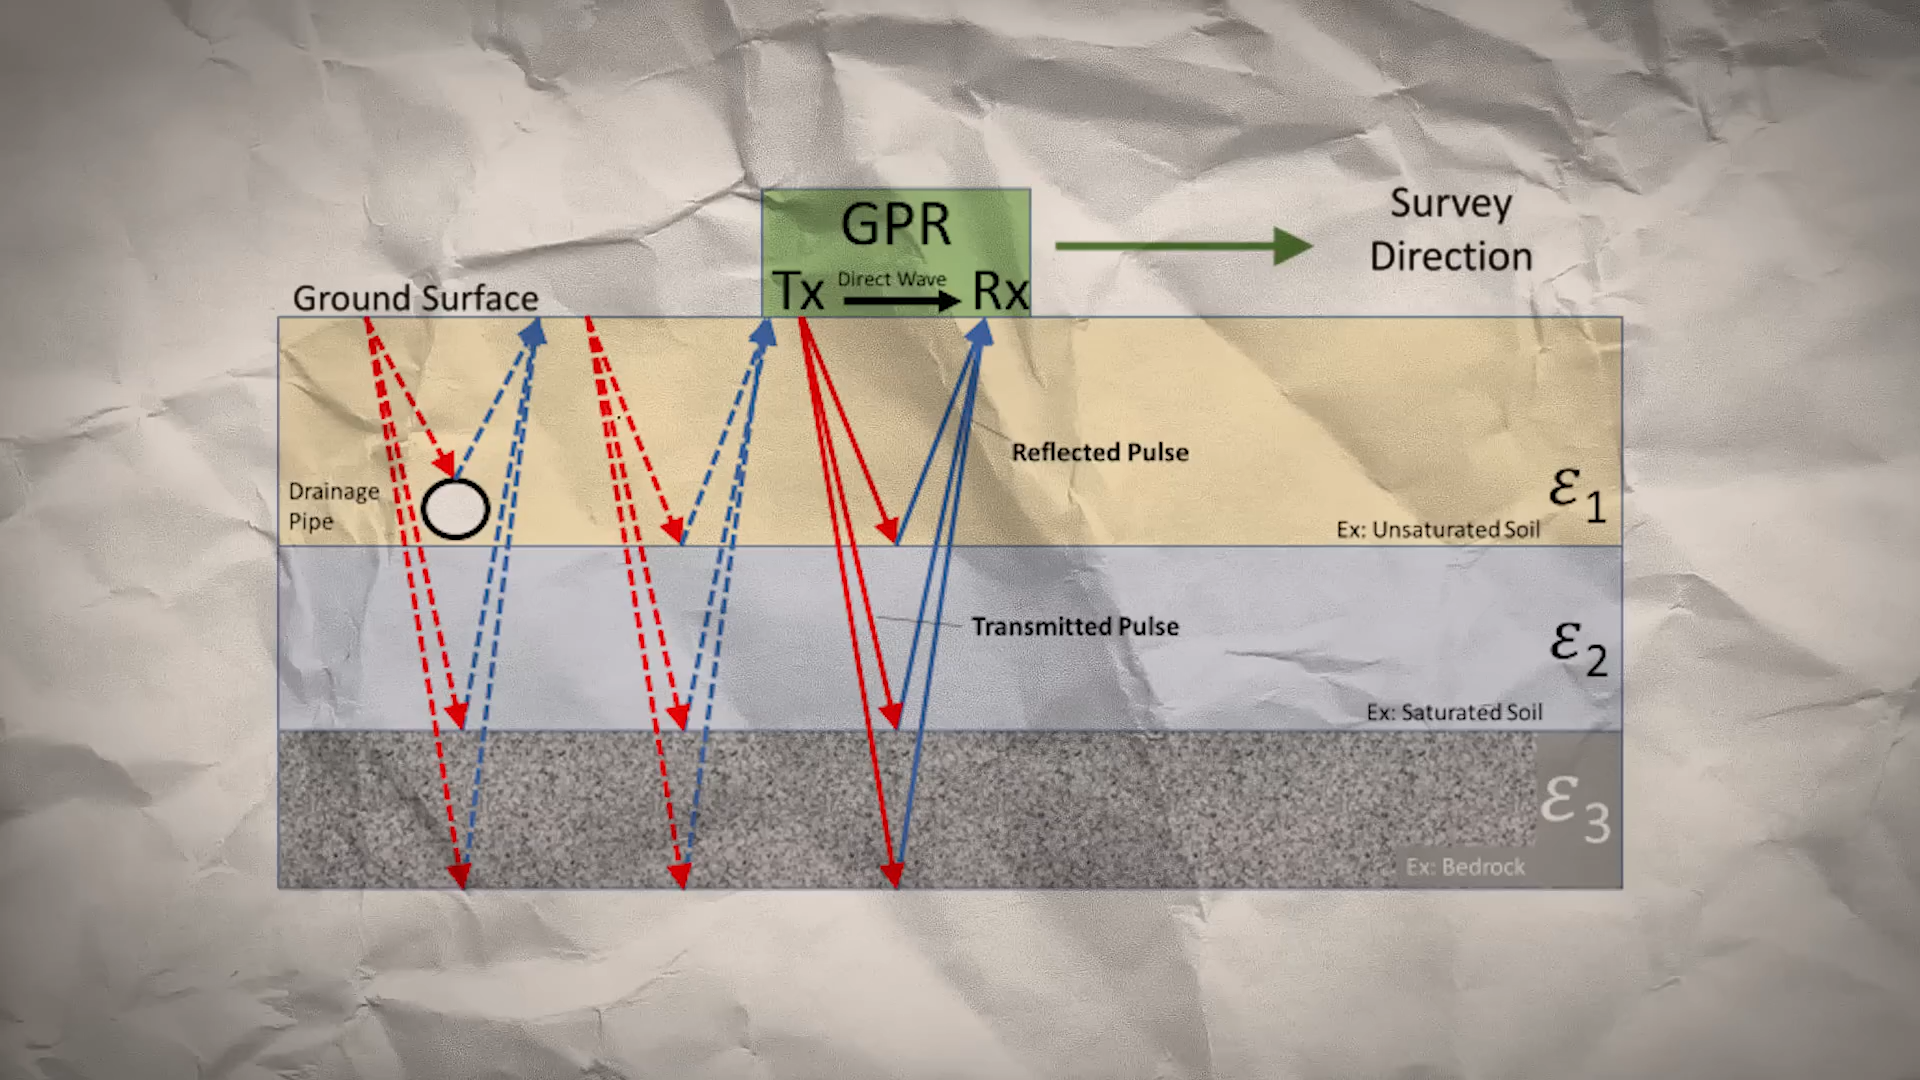 GPR
Tx Direct Wave Rx
Survey
Direction
Ground Surface
Reflected Pulse
Drainage
Pipe
ε1
Ex: Unsaturated Soil
Transmitted Pulse
ε2
Ex: Saturated Soil
ε3
Ex: Bedrock